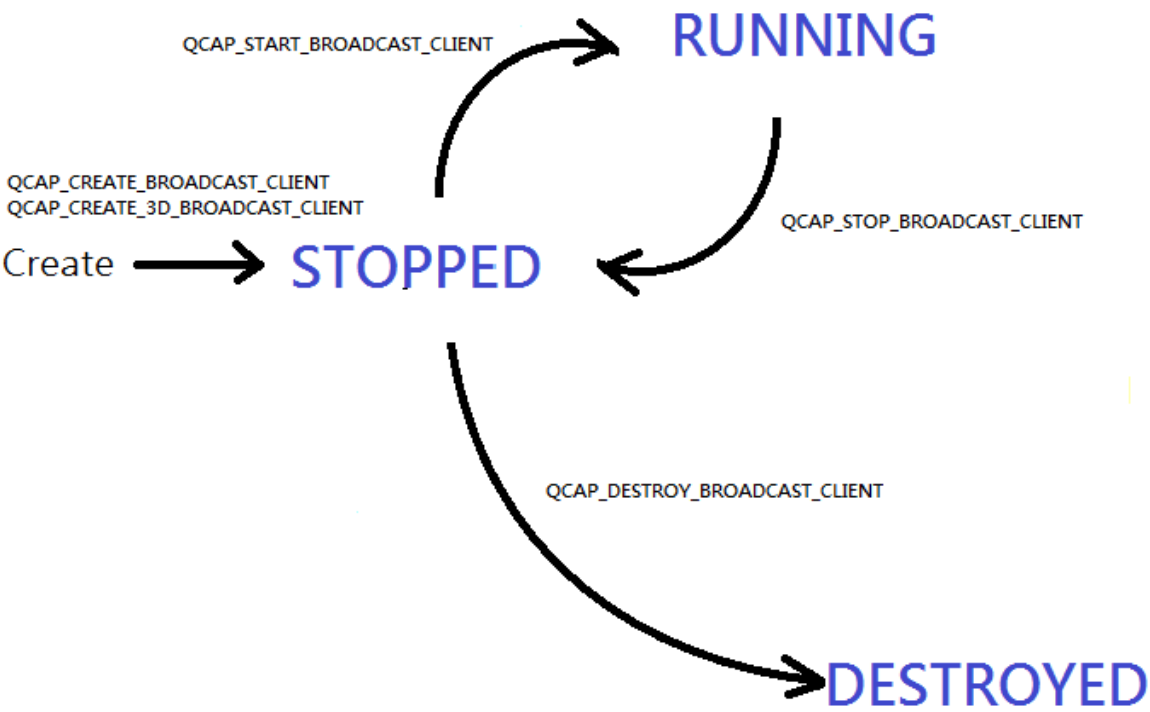 RUNNING
QCAP_START_BROADCAST_CLIENT
QCAP_CREATE_BROADCAST_CLIENT
QCAP_CREATE_3D_BROADCAST_CLIENT
QCAP_STOP_BROADCAST_CLIENT
Create
STOPPED
QCAP_DESTROY_BROADCAST_CLIENT
DESTROYED